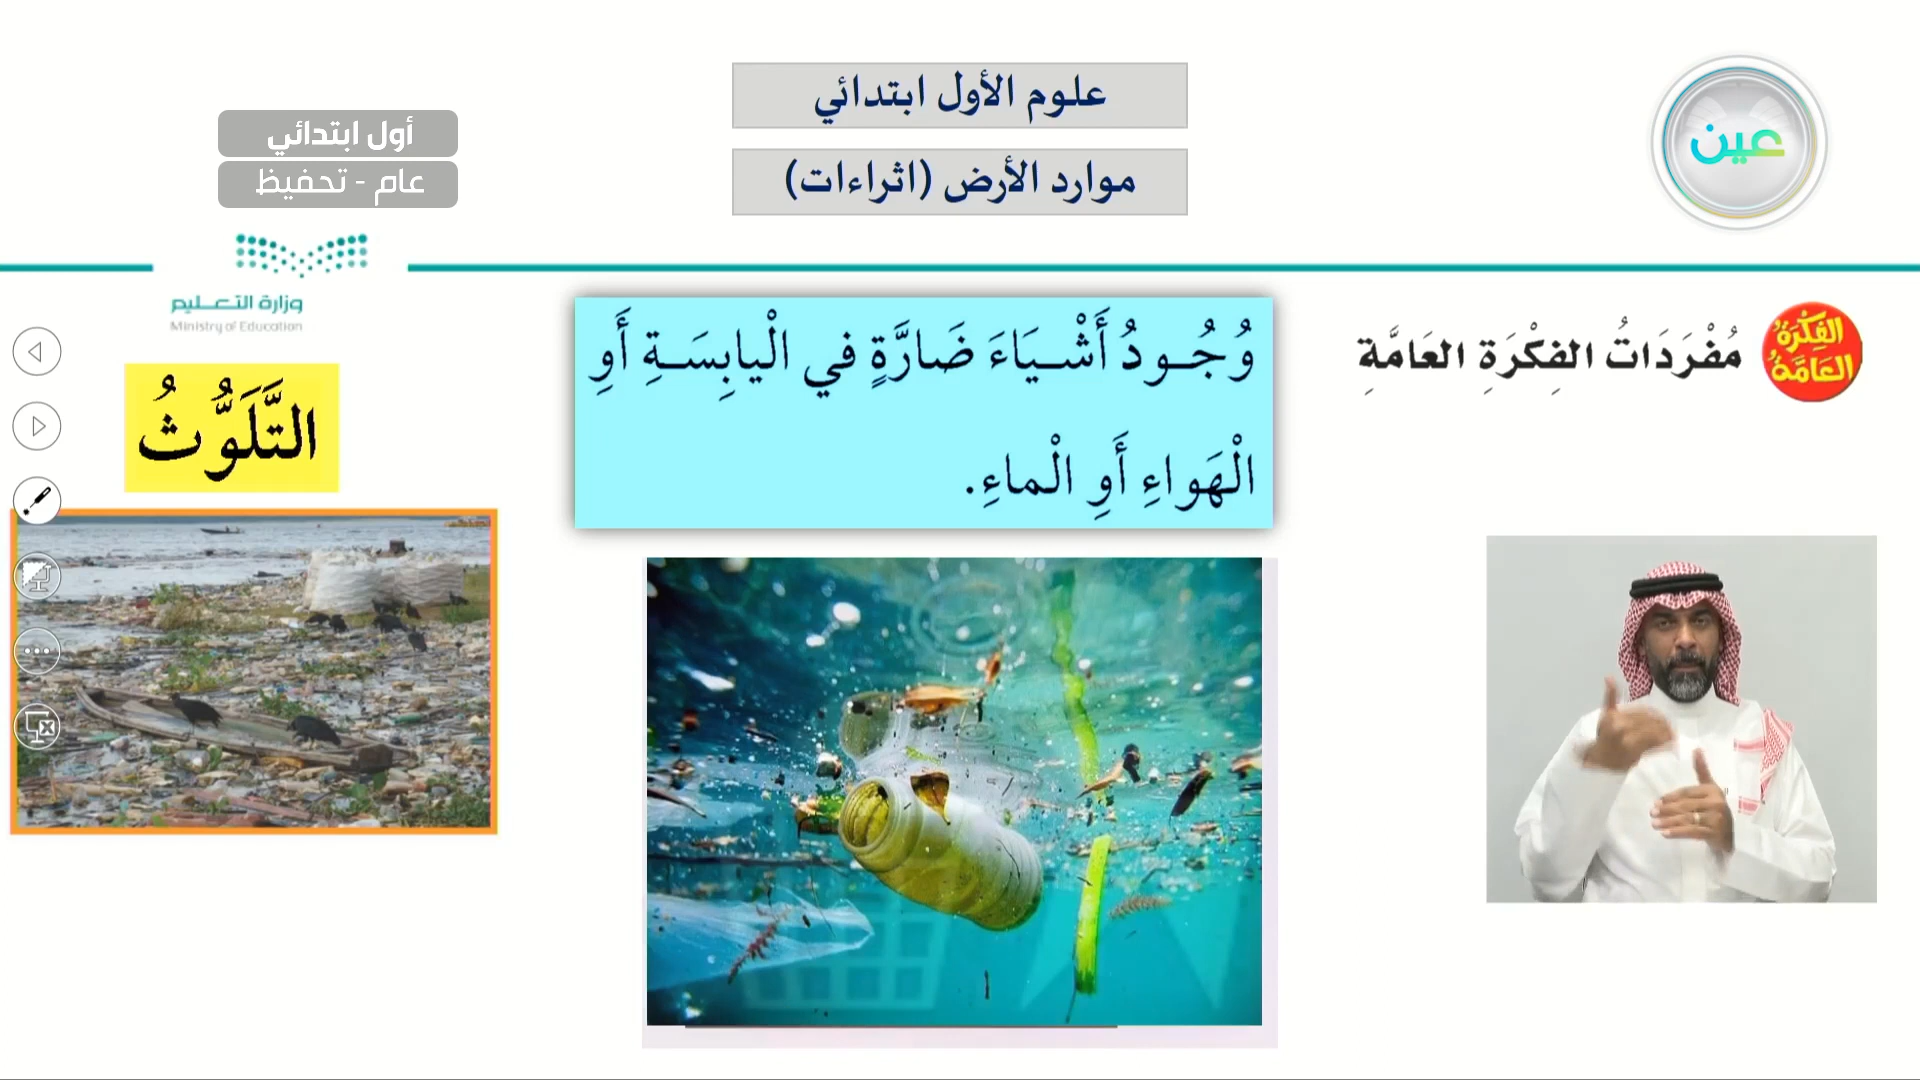 علوم الأول ابتدائي
موارد الأرض (اثراءات)
عين
أول ابتدائي
عام - تحفيظ
وزارة التعـــليم
Ministry of Education
الفِكْرَةُ
العَامَّةُ
مُفْرَدَاتُ الفِكْرَةِ العَامَّةِ
وُجُـودُ أَشْـيَاءَ ضَارَّةٍ في الْيابِسَـةِ أَوِ
الْهَواءِ أَوِ الْماءِ.
التَّلَوُّثُ